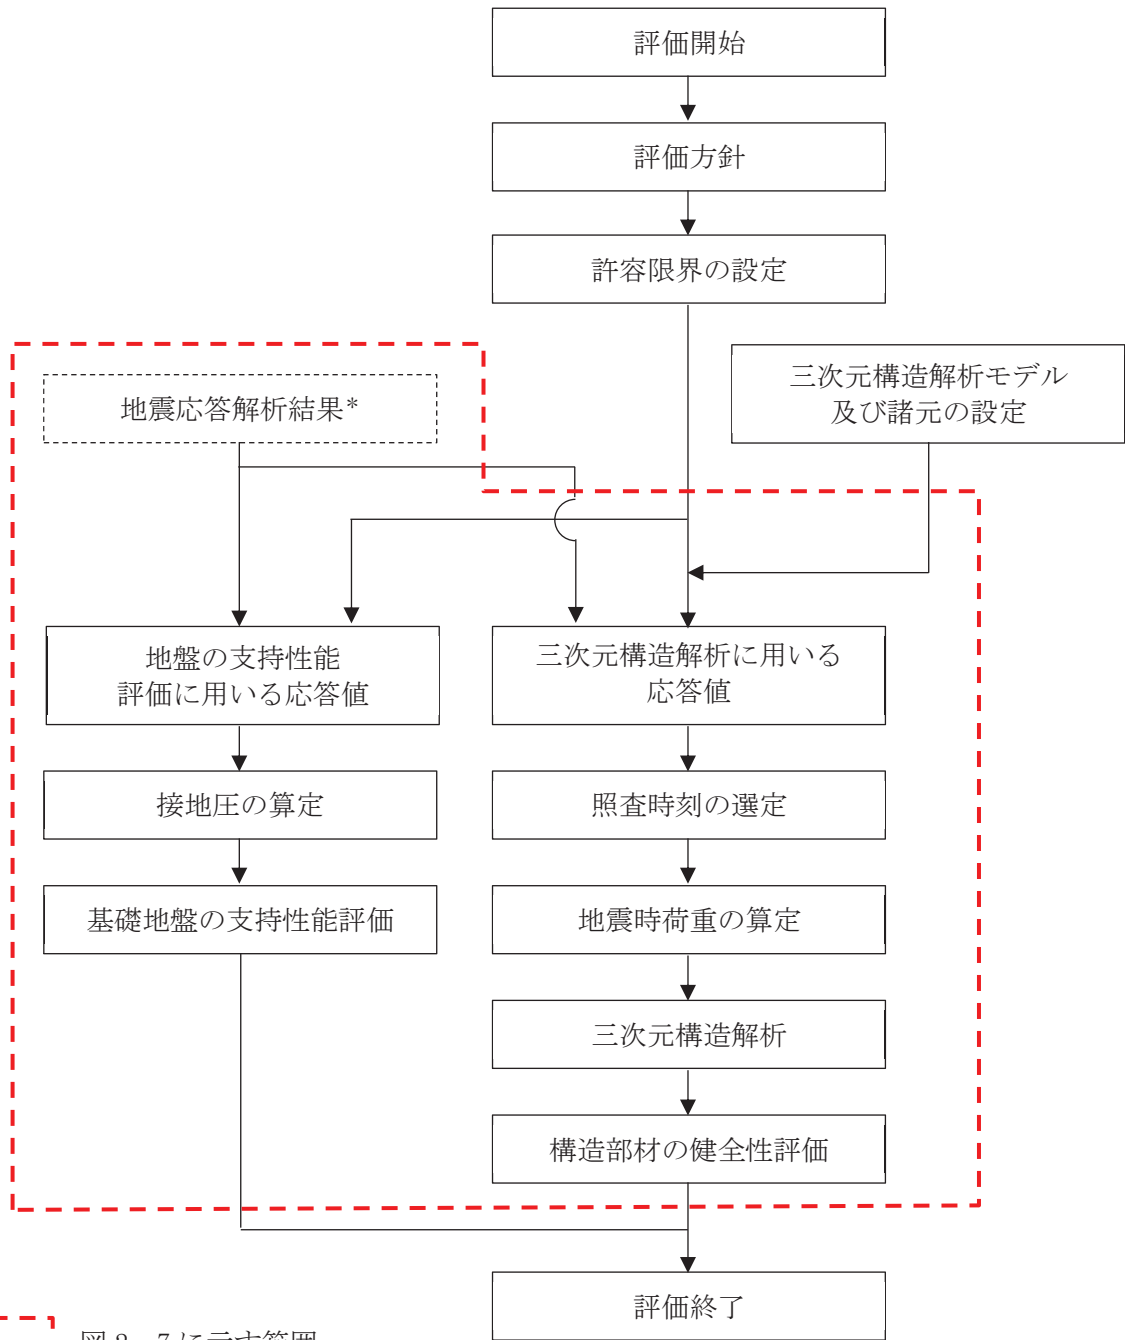 評価開始
評価方針
許容限界の設定
地震応答解析結果*
三次元構造解析モデル
及び諸元の設定
地盤の支持性能
評価に用いる応答値
三次元構造解析に用いる
応答値
接地圧の算定
照査時刻の選定
基礎地盤の支持性能評価
地震時荷重の算定
三次元構造解析
構造部材の健全性評価
評価終了